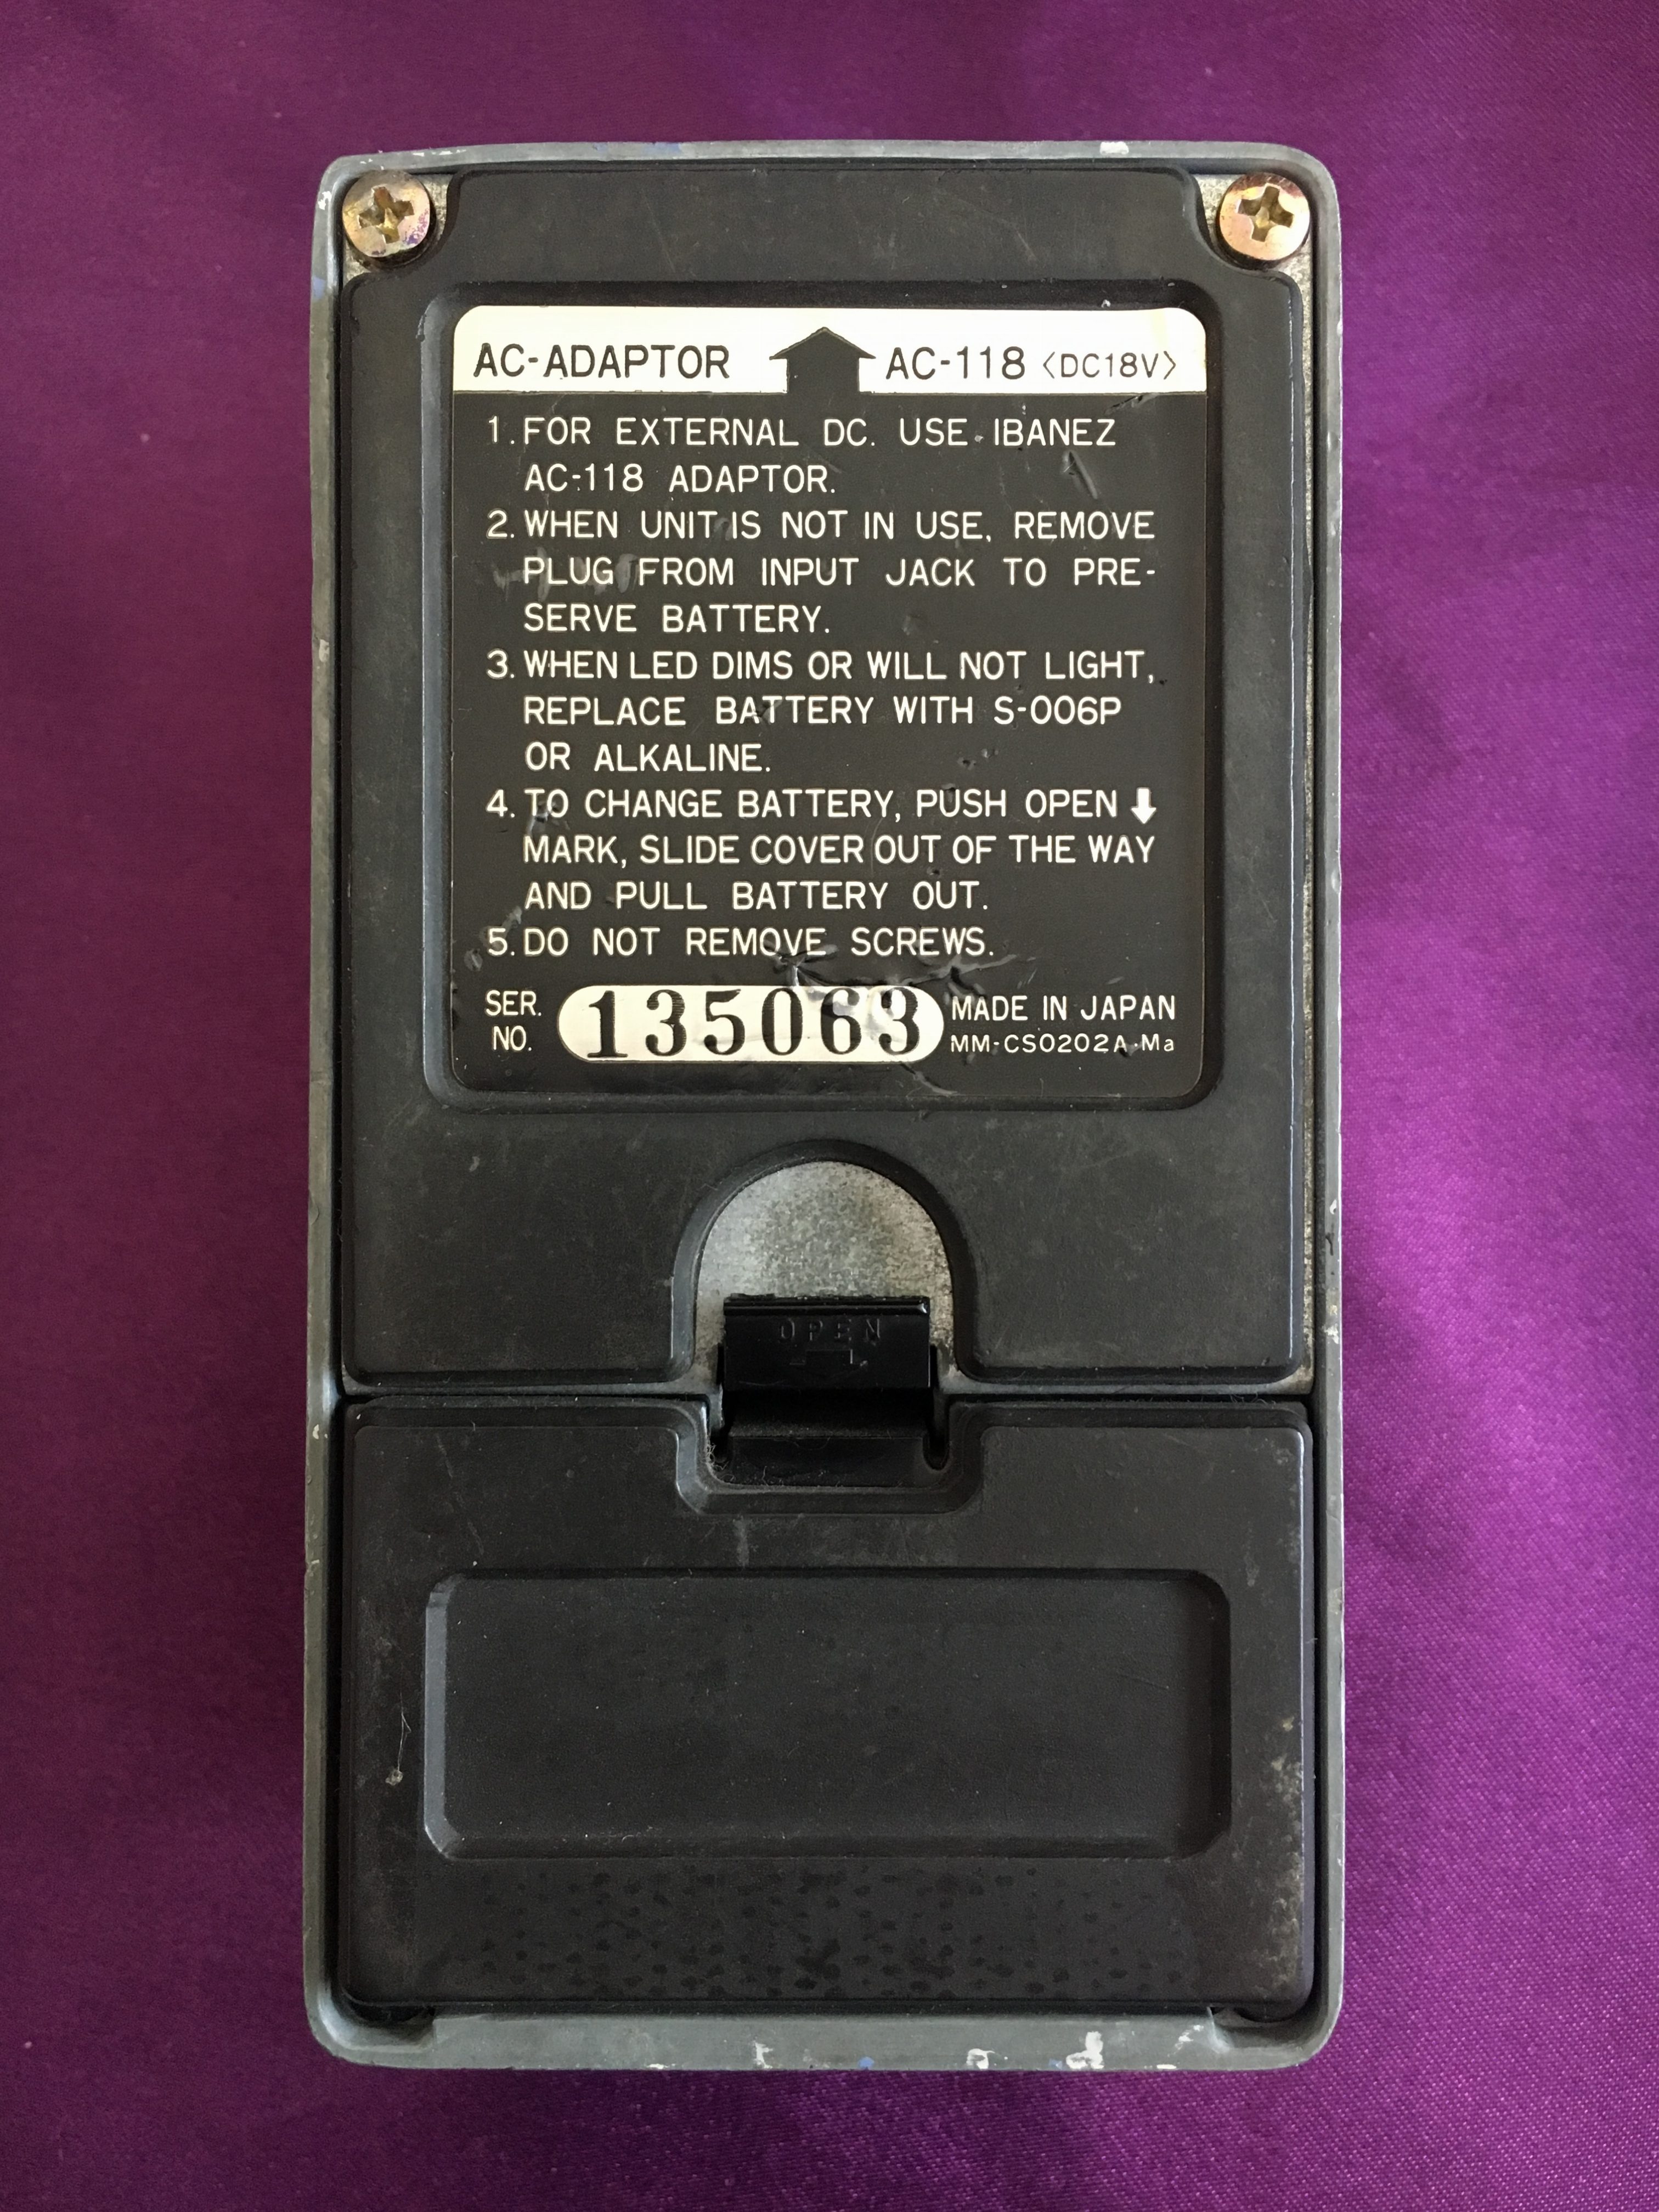 AC-ADAPTOR AC-118 <DC18V>
1. FOR EXTERNAL DC. USE IBANEZ
AC-118 ADAPTOR.
2. WHEN UNIT IS NOT IN USE, REMOVE
PLUG FROM INPUT JACK TO PRE-
SERVE BATTERY.
3. WHEN LED DIMS OR WILL NOT LIGHT,
REPLACE BATTERY WITH S-006P
OR ALKALINE.
4. TO CHANGE BATTERY, PUSH OPEN ⬇
MARK, SLIDE COVER OUT OF THE WAY
AND PULL BATTERY OUT.
5. DO NOT REMOVE SCREWS.
SER. NO. 135063 MADE IN JAPAN
MM-CS0202A·Ma
OPEN